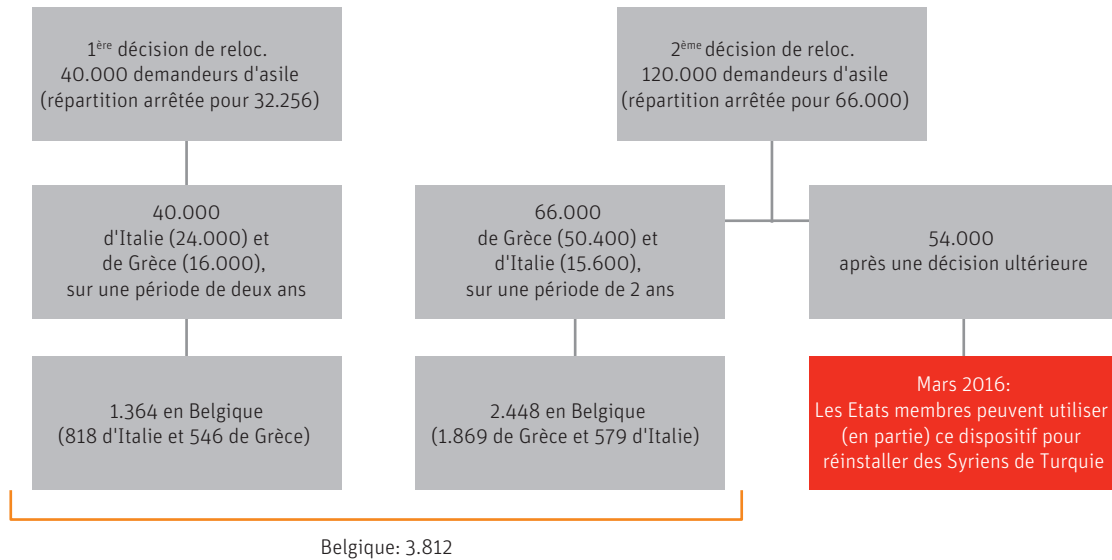 1ère décision de reloc.
40.000 demandeurs d'asile
(répartition arrêtée pour 32.256)
2ème décision de reloc.
120.000 demandeurs d'asile
(répartition arrêtée pour 66.000)
40.000
d'Italie (24.000) et
de Grèce (16.000),
sur une période de deux ans
66.000
de Grèce (50.400) et
d'Italie (15.600),
sur une période de 2 ans
54.000
après une décision ultérieure
1.364 en Belgique
(818 d'Italie et 546 de Grèce)
2.448 en Belgique
(1.869 de Grèce et 579 d'Italie)
Mars 2016:
Les Etats membres peuvent utiliser
(en partie) ce dispositif pour
réinstaller des Syriens de Turquie
Belgique: 3.812